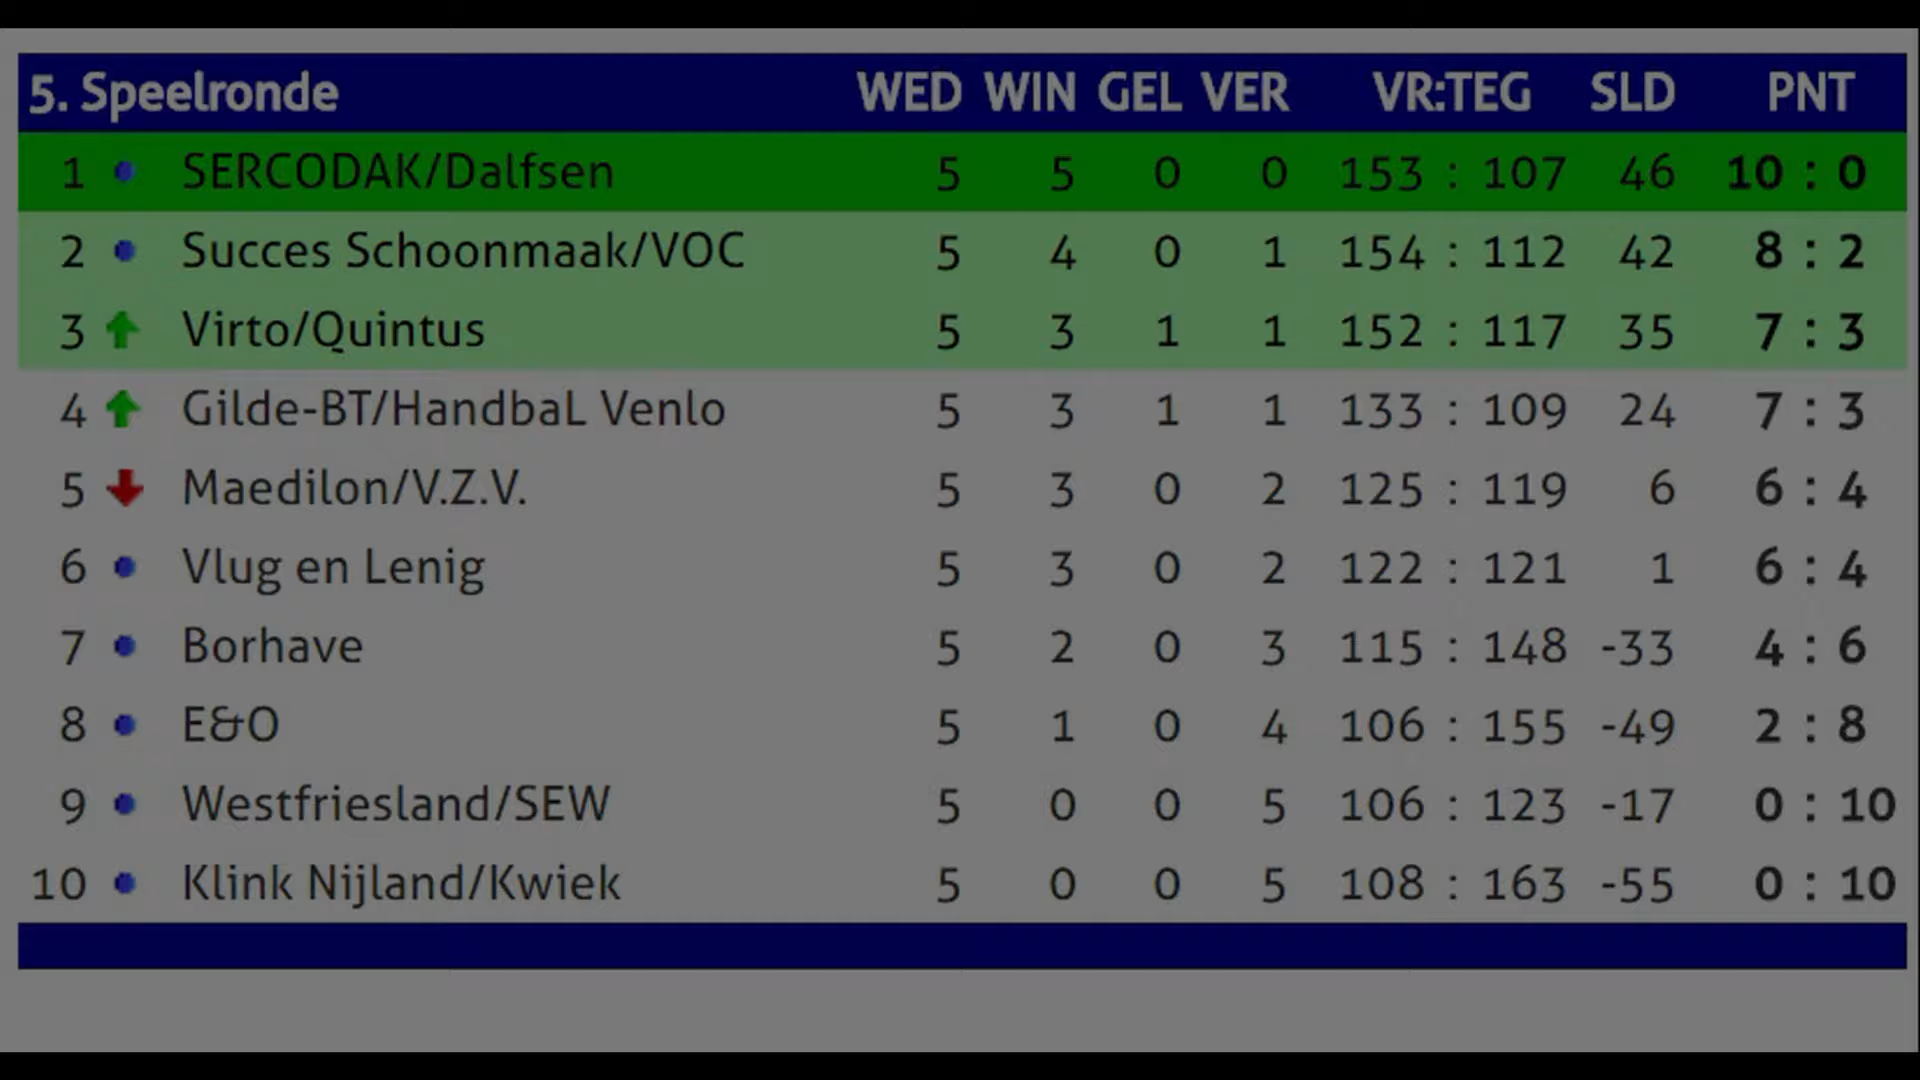 5. Speelronde WED WIN GEL VER VR:TEG SLD PNT
1 SERCODAK/Dalfsen 5 5 0 0 153 : 107 46 10 : 0
2 Succes Schoonmaak/VOC 5 4 0 1 154 : 112 42 8 : 2
3 Virto/Quintus 5 3 1 1 152 : 117 35 7 : 3
4 Gilde-BT/HandbaL Venlo 5 3 1 1 133 : 109 24 7 : 3
5 Maedilon/V.Z.V. 5 3 0 2 125 : 119 6 6 : 4
6 Vlug en Lenig 5 3 0 2 122 : 121 1 6 : 4
7 Borhave 5 2 0 3 115 : 148 -33 4 : 6
8 E&O 5 1 0 4 106 : 155 -49 2 : 8
9 Westfriesland/SEW 5 0 0 5 106 : 123 -17 0 : 10
10 Klink Nijland/Kwiek 5 0 0 5 108 : 163 -55 0 : 10